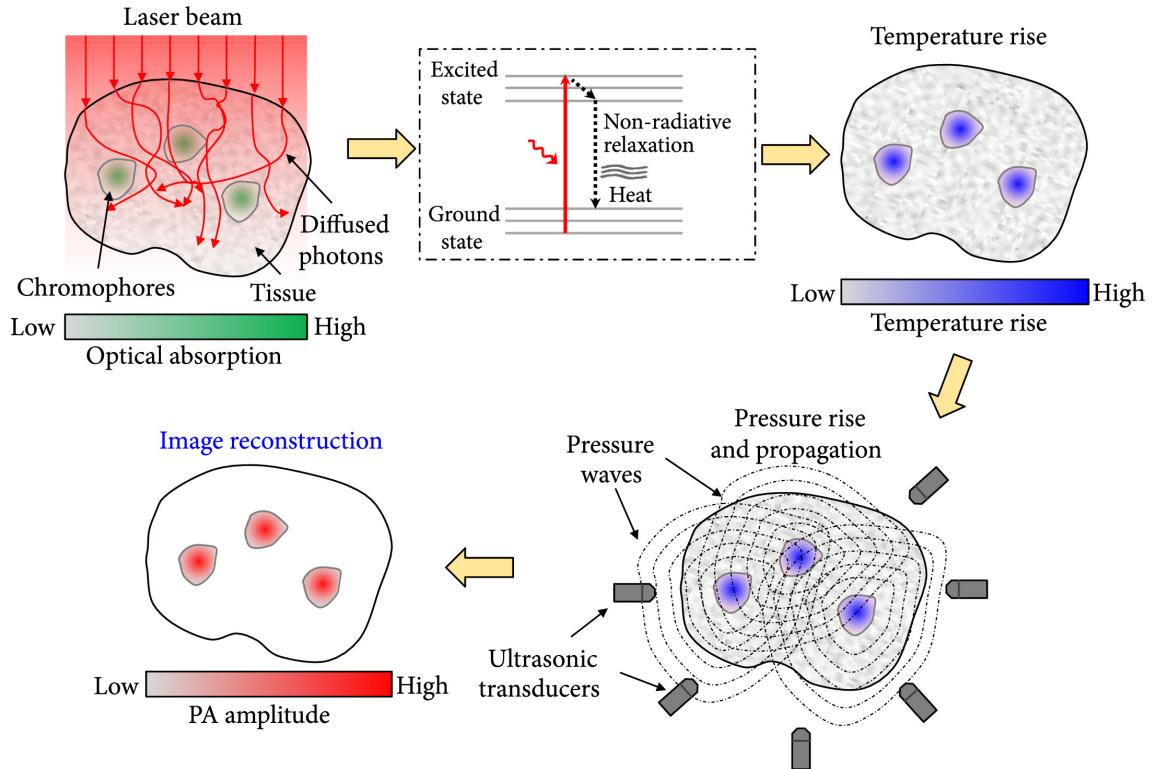 Laser beam
Diffused
photons
Chromophores
Tissue
Low
High
Optical absorption
Excited
state
Non-radiative
relaxation
Heat
Ground
state
Temperature rise
Low
High
Temperature rise
Pressure rise
and propagation
Pressure
waves
Ultrasonic
transducers
Image reconstruction
Low
High
PA amplitude